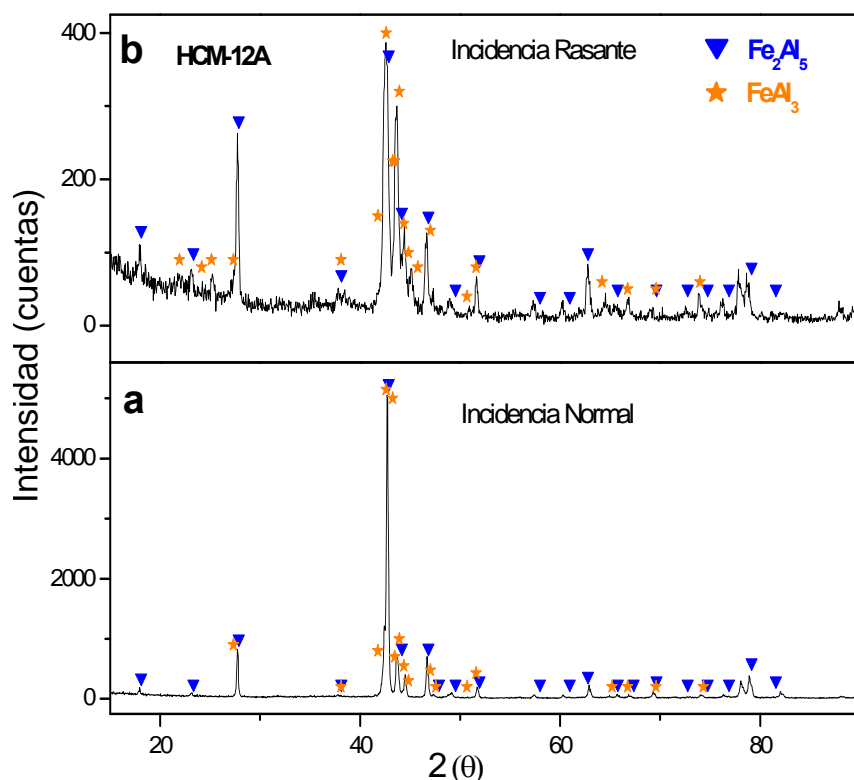 Intensidad (cuentas)
400
200
0
b
HCM-12A
Incidencia Rasante
Fe₂Al₅
FeAl₃
4000
2000
0
a
Incidencia Normal
20
40
60
80
2 (θ)